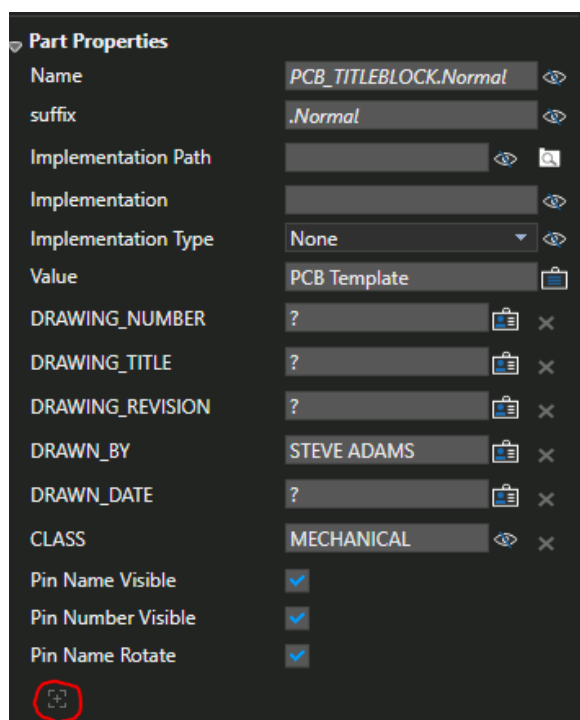 Part Properties
Name PCB_TITLEBLOCK.Normal
suffix .Normal
Implementation Path
Implementation
Implementation Type None
Value PCB Template
DRAWING_NUMBER ?
DRAWING_TITLE ?
DRAWING_REVISION ?
DRAWN_BY STEVE ADAMS
DRAWN_DATE ?
CLASS MECHANICAL
Pin Name Visible
Pin Number Visible
Pin Name Rotate